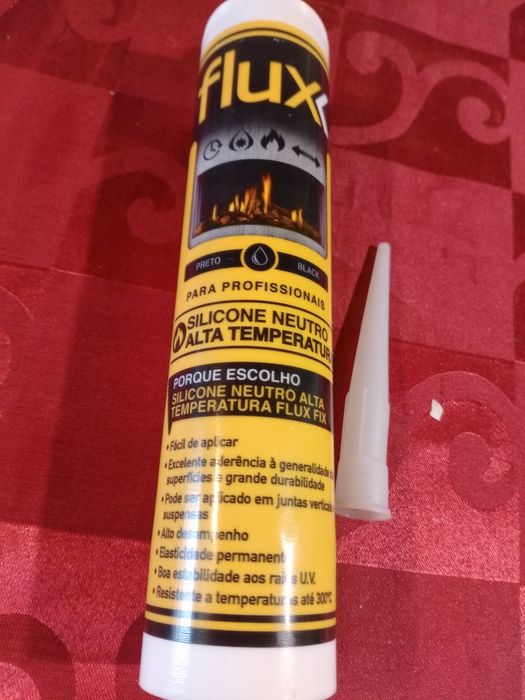 flux
PRETO BLACK
PARA PROFISSIONAIS
SILICONE NEUTRO
ALTA TEMPERATURA
PORQUE ESCOLHO
SILICONE NEUTRO ALTA
TEMPERATURA FLUX FIX
• Fácil de aplicar
• Excelente aderência à generalidade
superfícies e grande durabilidade
• Pode ser aplicado em juntas verticais
suspensas
• Alto desempenho
• Elasticidade permanente
• Boa estabilidade aos raios U.V.
• Resistente a temperaturas até 300°C